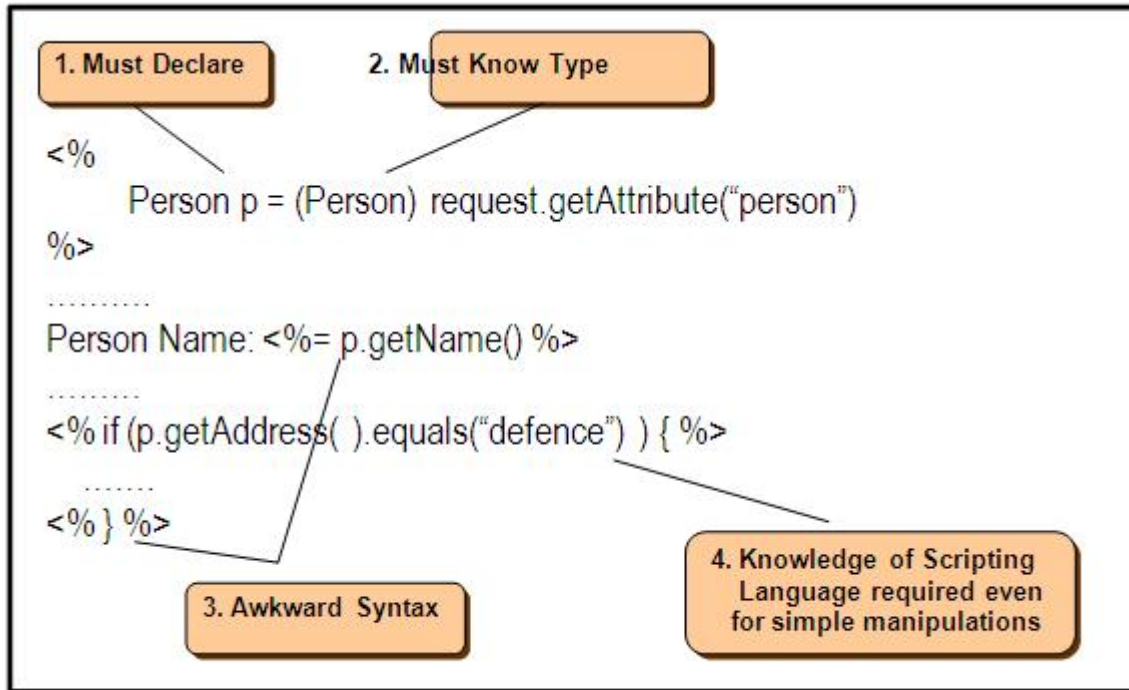 1. Must Declare
2. Must Know Type
<%
Person p = (Person) request.getAttribute(“person”)
%>
..........
Person Name: <%= p.getName() %>
.........
<% if (p.getAddress( ).equals(“defence”) ) { %>
.......
<% } %>
3. Awkward Syntax
4. Knowledge of Scripting
Language required even
for simple manipulations